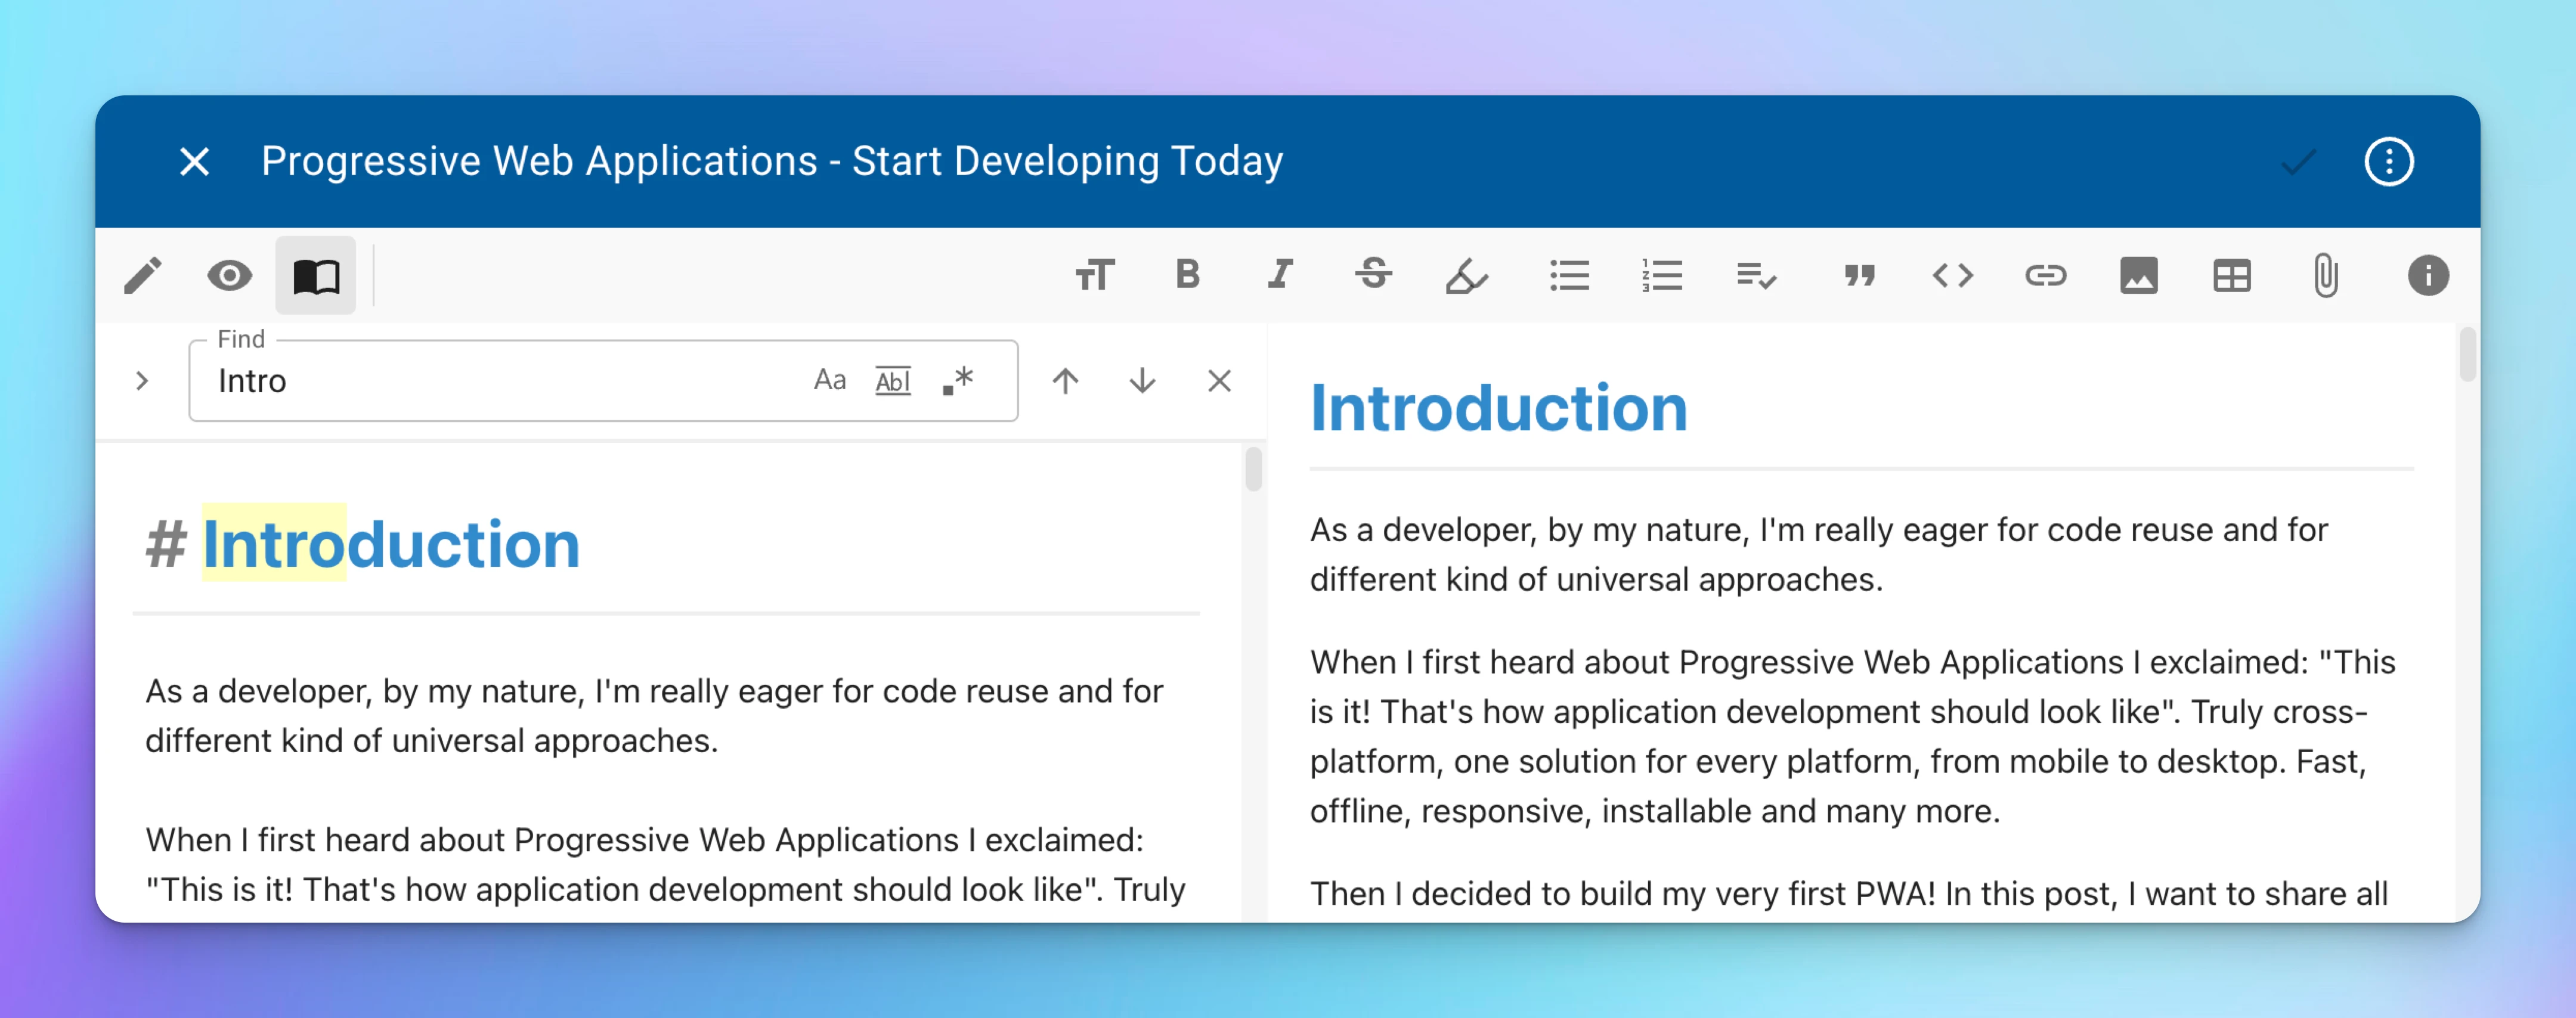 Progressive Web Applications - Start Developing Today
Find
Intro
Aa
Abl
.*
# Introduction
As a developer, by my nature, I'm really eager for code reuse and for
different kind of universal approaches.
When I first heard about Progressive Web Applications I exclaimed:
"This is it! That's how application development should look like". Truly
Introduction
As a developer, by my nature, I'm really eager for code reuse and for
different kind of universal approaches.
When I first heard about Progressive Web Applications I exclaimed: "This
is it! That's how application development should look like". Truly cross-
platform, one solution for every platform, from mobile to desktop. Fast,
offline, responsive, installable and many more.
Then I decided to build my very first PWA! In this post, I want to share all